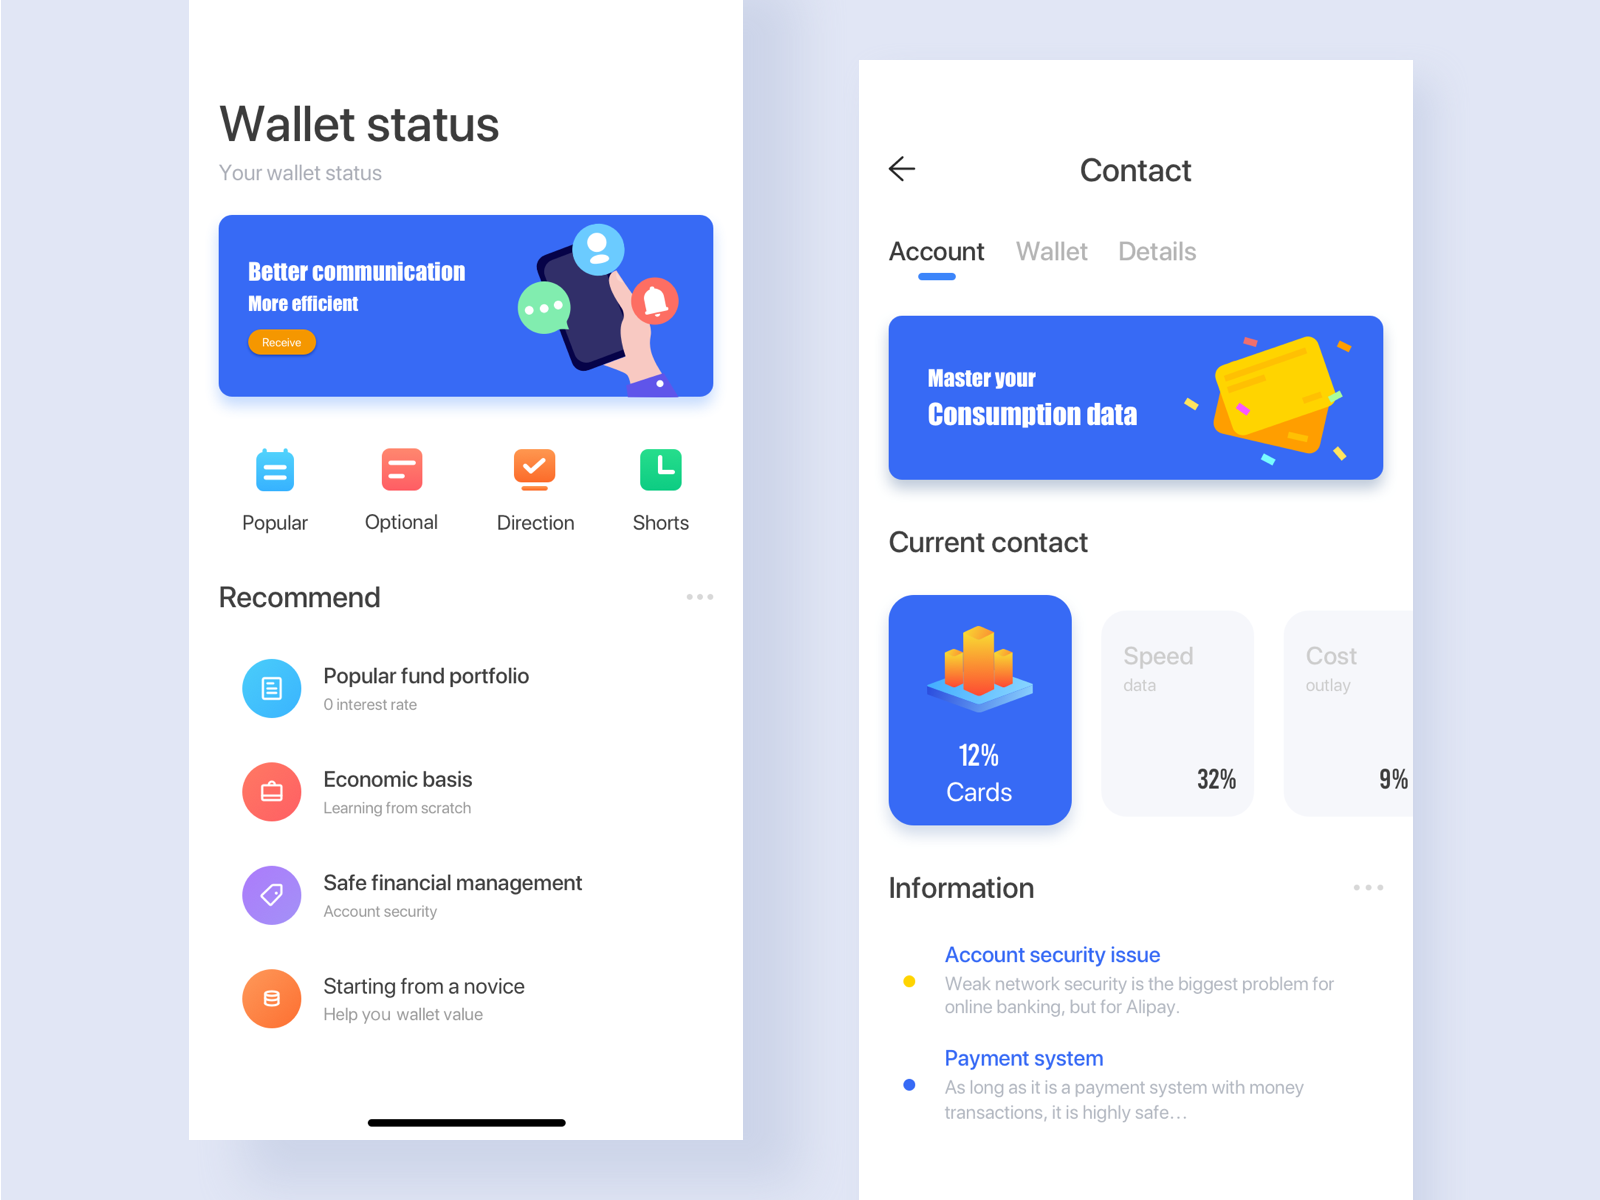 Wallet status
Your wallet status
Better communication
More efficient
Receive
Popular
Optional
Direction
Shorts
Recommend
Popular fund portfolio
0 interest rate
Economic basis
Learning from scratch
Safe financial management
Account security
Starting from a novice
Help you wallet value
Contact
Account
Wallet
Details
Master your
Consumption data
Current contact
12%
Cards
Speed
data
32%
Cost
outlay
9%
Information
Account security issue
Weak network security is the biggest problem for
online banking, but for Alipay.
Payment system
As long as it is a payment system with money
transactions, it is highly safe...